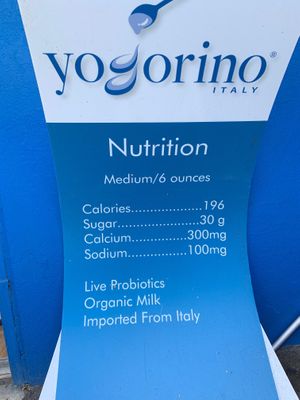 yogorino®
ITALY
Nutrition
Medium/6 ounces
Calories...................196
Sugar.......................30 g
Calcium...............300mg
Sodium................100mg
Live Probiotics
Organic Milk
Imported From Italy